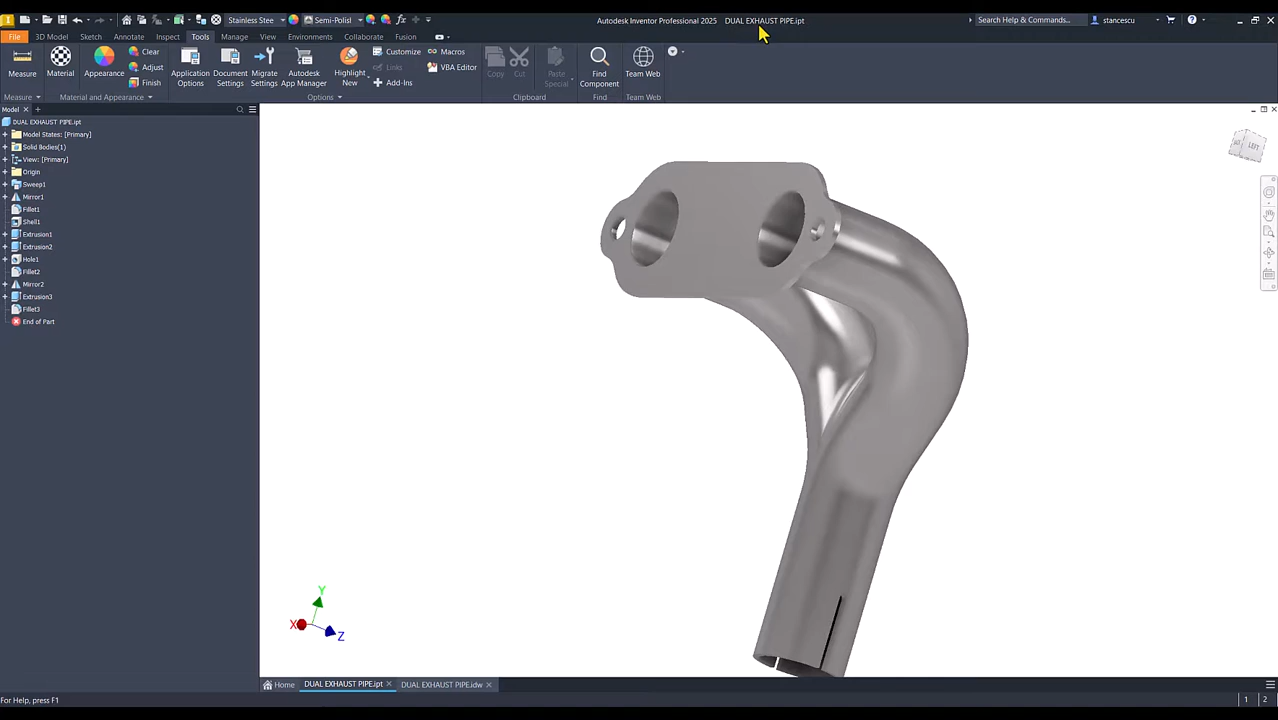 Stainless Stee
Semi-Polisl
fx
Autodesk Inventor Professional 2025 DUAL EXHAUST PIPE.ipt
Search Help & Commands...
stancescu
File 3D Model Sketch Annotate Inspect Tools Manage View Environments Collaborate Fusion
Measure
Material
Appearance
Clear
Adjust
Finish
Application Options
Document Settings
Migrate Settings
Autodesk App Manager
Highlight New
Customize
Links
Add-Ins
Macros
VBA Editor
Copy
Cut
Paste Special
Find Component
Team Web
Measure
Material and Appearance
Options
Clipboard
Find
Team Web
Model
DUAL EXHAUST PIPE.ipt
Model States: [Primary]
Solid Bodies(1)
View: [Primary]
Origin
Sweep1
Mirror1
Fillet1
Shell1
Extrusion1
Extrusion2
Hole1
Fillet2
Mirror2
Extrusion3
Fillet3
End of Part
LEFT
Y
X
Z
Home DUAL EXHAUST PIPE.ipt DUAL EXHAUST PIPE.idw
For Help, press F1
1 2